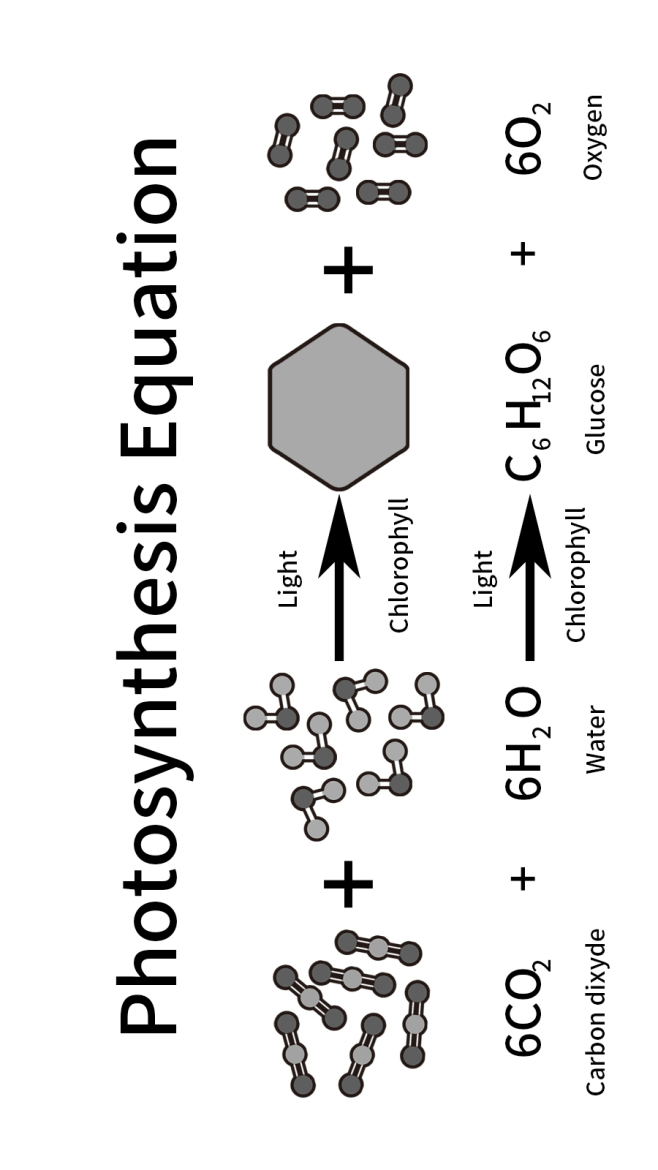 Photosynthesis Equation
+ Light +
Chlorophyll
Light
6CO2 + 6H2O C6H12O6 + 6O2
Chlorophyll
Carbon dixyde Water Glucose Oxygen